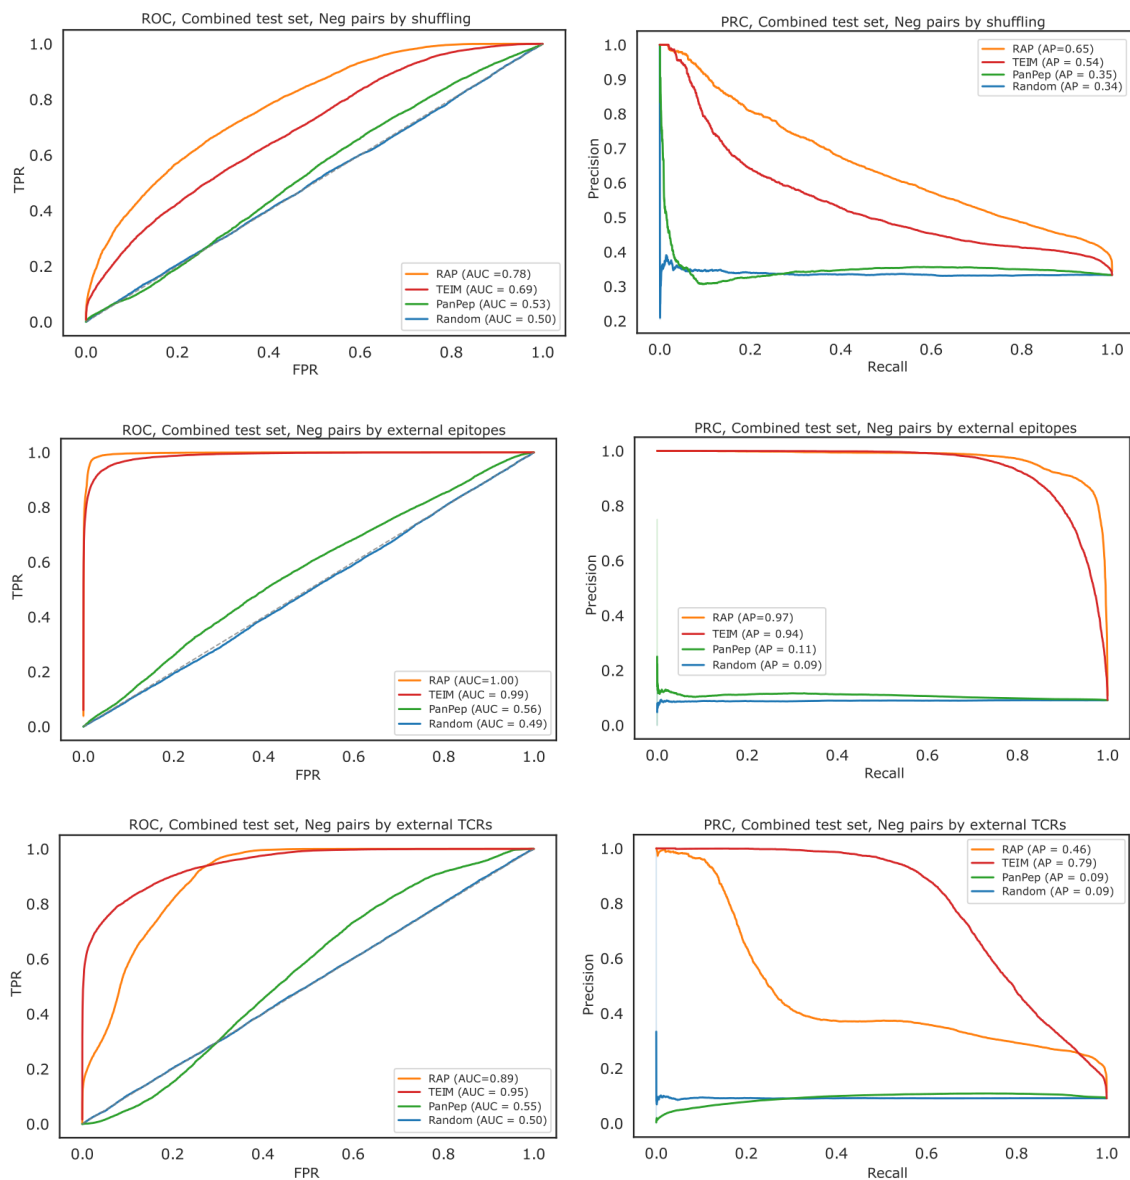 ROC, Combined test set, Neg pairs by shuffling
1.0
0.8
0.6
0.4
0.2
0.0
TPR
RAP (AUC =0.78)
TEIM (AUC = 0.69)
PanPep (AUC = 0.53)
Random (AUC = 0.50)
0.0 0.2 0.4 0.6 0.8 1.0
FPR
PRC, Combined test set, Neg pairs by shuffling
1.0
0.9
0.8
0.7
0.6
0.5
0.4
0.3
0.2
Precision
RAP (AP=0.65)
TEIM (AP = 0.54)
PanPep (AP = 0.35)
Random (AP = 0.34)
0.0 0.2 0.4 0.6 0.8 1.0
Recall
ROC, Combined test set, Neg pairs by external epitopes
1.0
0.8
0.6
0.4
0.2
0.0
TPR
RAP (AUC=1.00)
TEIM (AUC = 0.99)
PanPep (AUC = 0.56)
Random (AUC = 0.49)
0.0 0.2 0.4 0.6 0.8 1.0
FPR
PRC, Combined test set, Neg pairs by external epitopes
1.0
0.8
0.6
0.4
0.2
0.0
Precision
RAP (AP=0.97)
TEIM (AP = 0.94)
PanPep (AP = 0.11)
Random (AP = 0.09)
0.0 0.2 0.4 0.6 0.8 1.0
Recall
ROC, Combined test set, Neg pairs by external TCRs
1.0
0.8
0.6
0.4
0.2
0.0
TPR
RAP (AUC=0.89)
TEIM (AUC = 0.95)
PanPep (AUC = 0.55)
Random (AUC = 0.50)
0.0 0.2 0.4 0.6 0.8 1.0
FPR
PRC, Combined test set, Neg pairs by external TCRs
1.0
0.8
0.6
0.4
0.2
0.0
Precision
RAP (AP = 0.46)
TEIM (AP = 0.79)
PanPep (AP = 0.09)
Random (AP = 0.09)
0.0 0.2 0.4 0.6 0.8 1.0
Recall